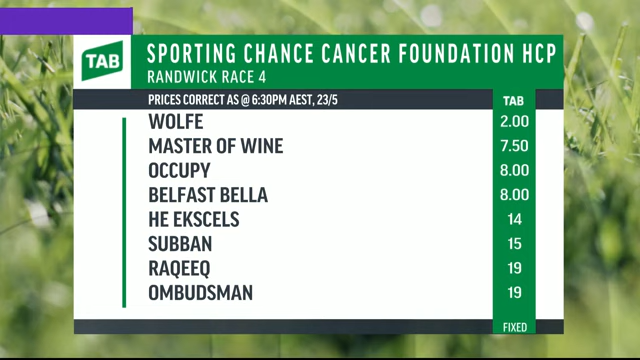 TAB SPORTING CHANCE CANCER FOUNDATION HCP
RANDWICK RACE 4
PRICES CORRECT AS @ 6:30PM AEST, 23/5 TAB
WOLFE 2.00
MASTER OF WINE 7.50
OCCUPY 8.00
BELFAST BELLA 8.00
HE EKSCELS 14
SUBBAN 15
RAQEEQ 19
OMBUDSMAN 19
FIXED